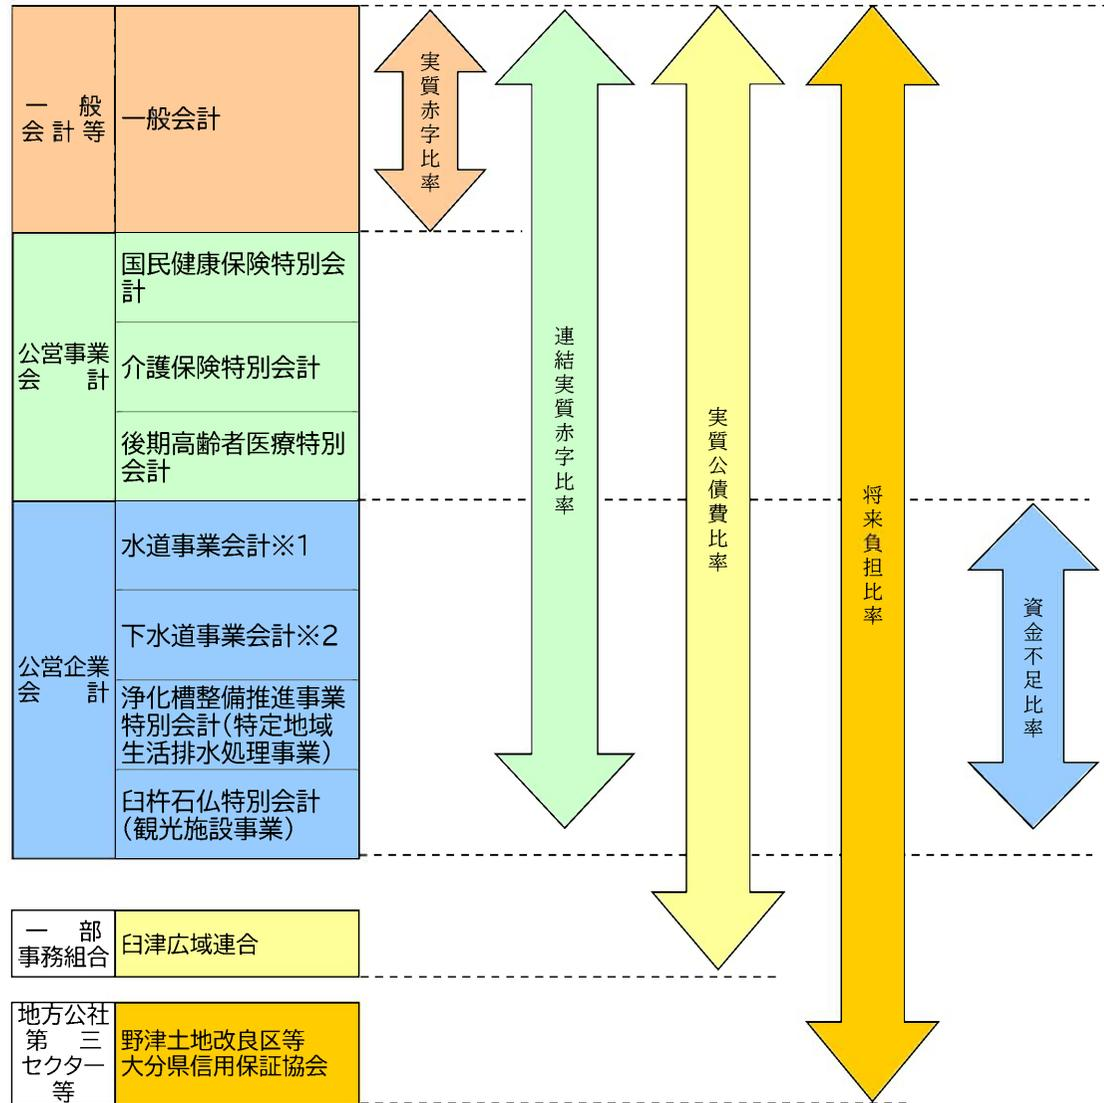 一　般
会計等
一般会計
公営事業
会　　計
国民健康保険特別会
計
介護保険特別会計
後期高齢者医療特別
会計
公営企業
会　　計
水道事業会計※1
下水道事業会計※2
浄化槽整備推進事業
特別会計(特定地域
生活排水処理事業)
臼杵石仏特別会計
(観光施設事業)
一　部
事務組合
臼津広域連合
地方公社
第　三
セクター
等
野津土地改良区等
大分県信用保証協会
実質赤字比率
連結実質赤字比率
実質公債費比率
将来負担比率
資金不足比率